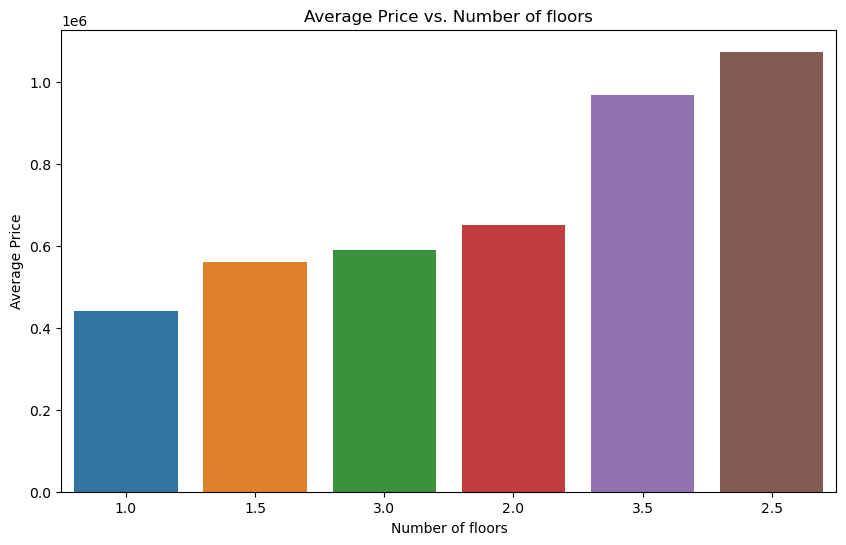 Average Price vs. Number of floors
1e6
1.0
0.8
0.6
0.4
0.2
0.0
Average Price
1.0 1.5 3.0 2.0 3.5 2.5
Number of floors